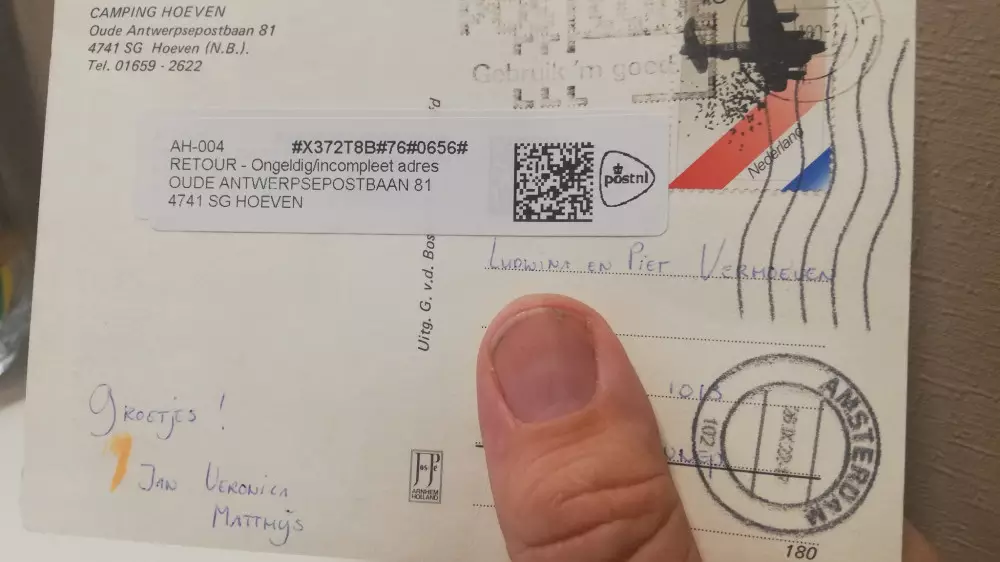 CAMPING HOEVEN
Oude Antwerpsepostbaan 81
4741 SG Hoeven (N.B.).
Tel. 01659 - 2622
Gebruik 'm goed
Nederland
AH-004 #X372T8B#76#0656#
RETOUR - Ongeldig/incompleet adres
OUDE ANTWERPSEPOSTBAAN 81
4741 SG HOEVEN
postnl
Uitg. G. v.d. Bos
LUDWINA EN PIET VERMOEVEN
GROETJES !
JAN VERONICA
MATTHYS
JosPé
ARNHEM
HOLLAND
AMSTERDAM
180